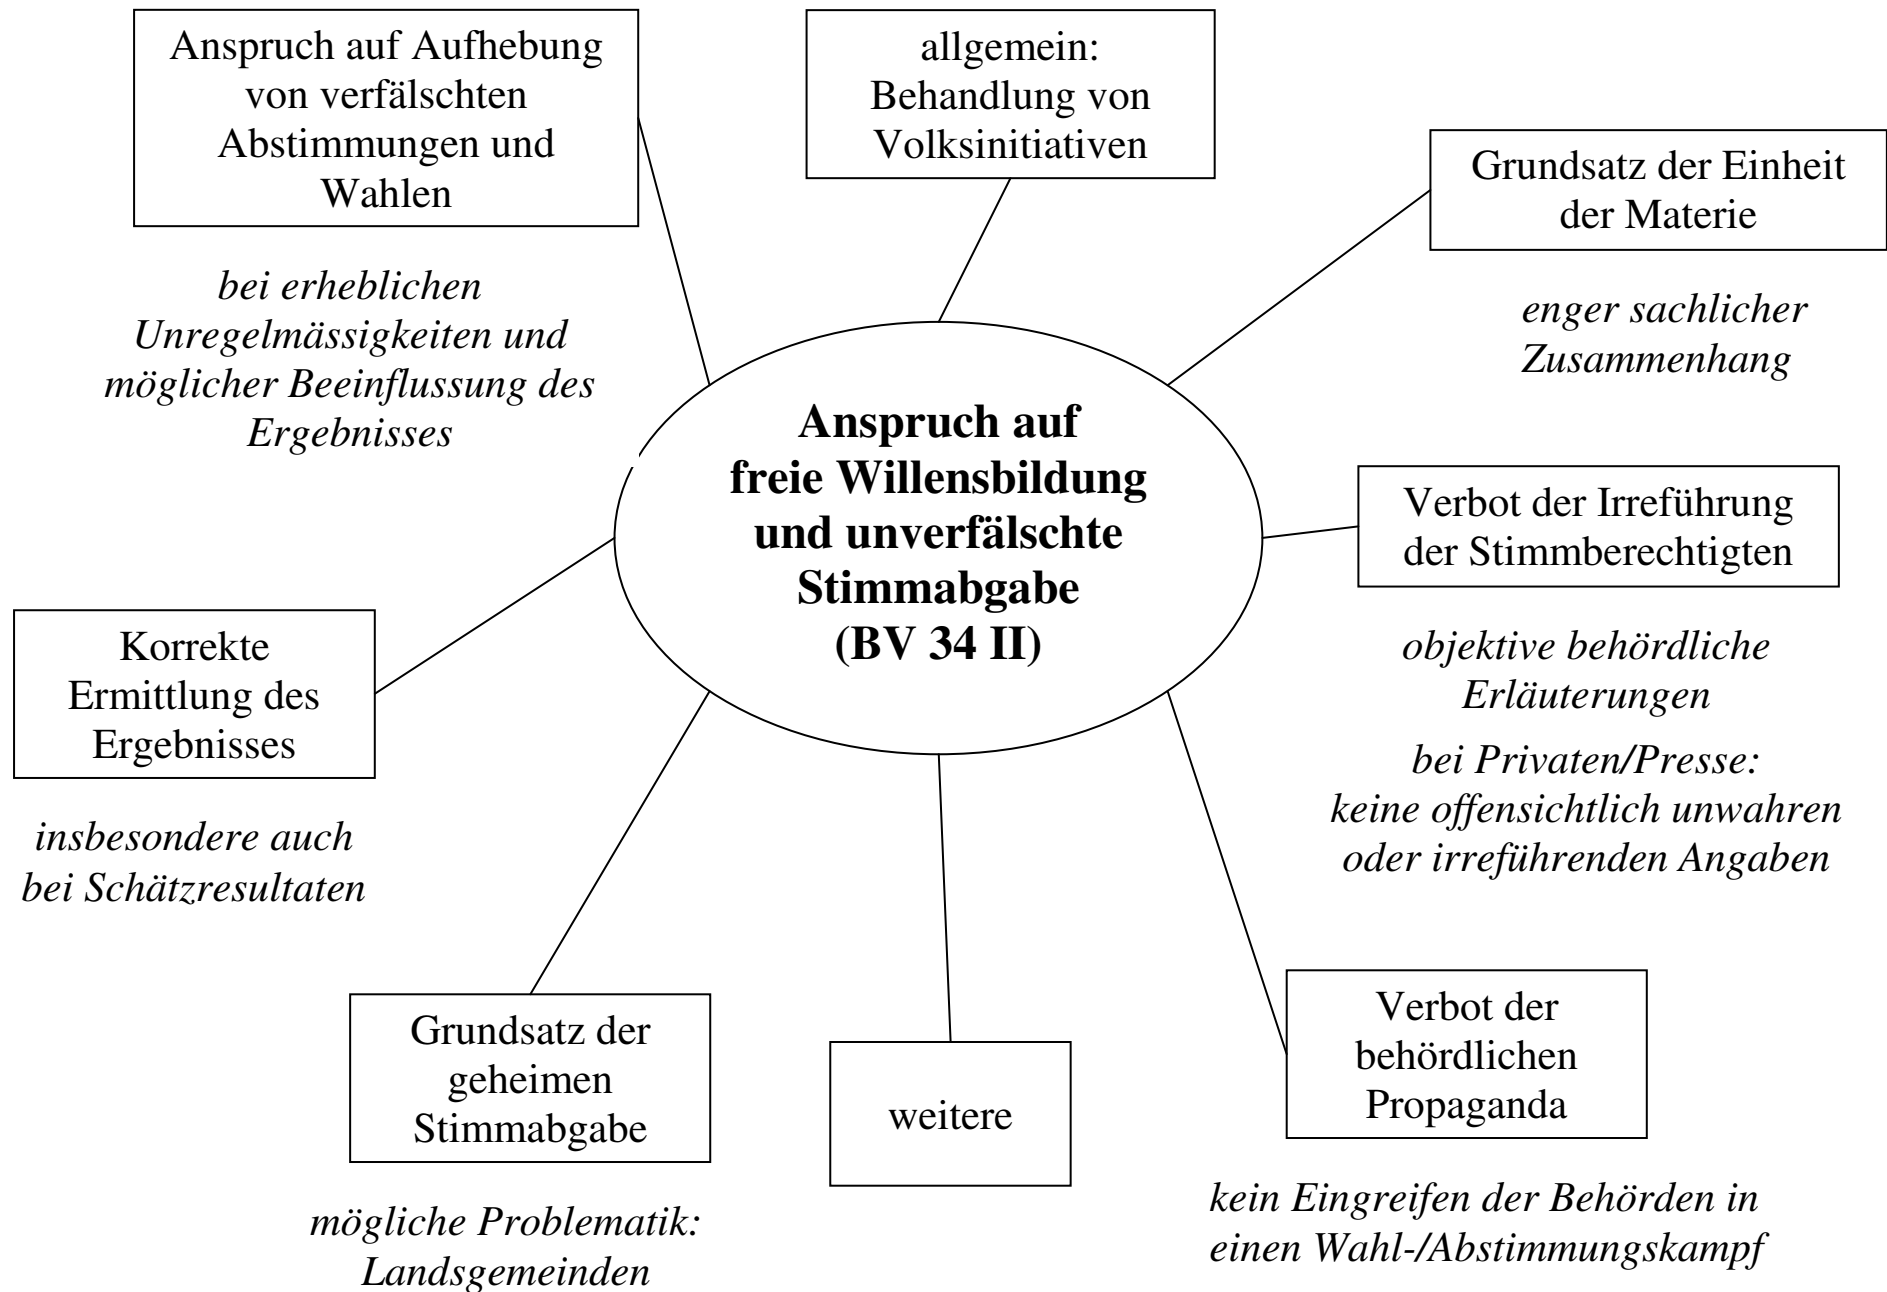 Anspruch auf Aufhebung
von verfälschten
Abstimmungen und
Wahlen
bei erheblichen
Unregelmässigkeiten und
möglicher Beeinflussung des
Ergebnisses
allgemein:
Behandlung von
Volksinitiativen
Grundsatz der Einheit
der Materie
enger sachlicher
Zusammenhang
Anspruch auf
freie Willensbildung
und unverfälschte
Stimmabgabe
(BV 34 II)
Verbot der Irreführung
der Stimmberechtigten
objektive behördliche
Erläuterungen
bei Privaten/Presse:
keine offensichtlich unwahren
oder irreführenden Angaben
Korrekte
Ermittlung des
Ergebnisses
insbesondere auch
bei Schätzresultaten
Grundsatz der
geheimen
Stimmabgabe
mögliche Problematik:
Landsgemeinden
weitere
Verbot der
behördlichen
Propaganda
kein Eingreifen der Behörden in
einen Wahl-/Abstimmungskampf